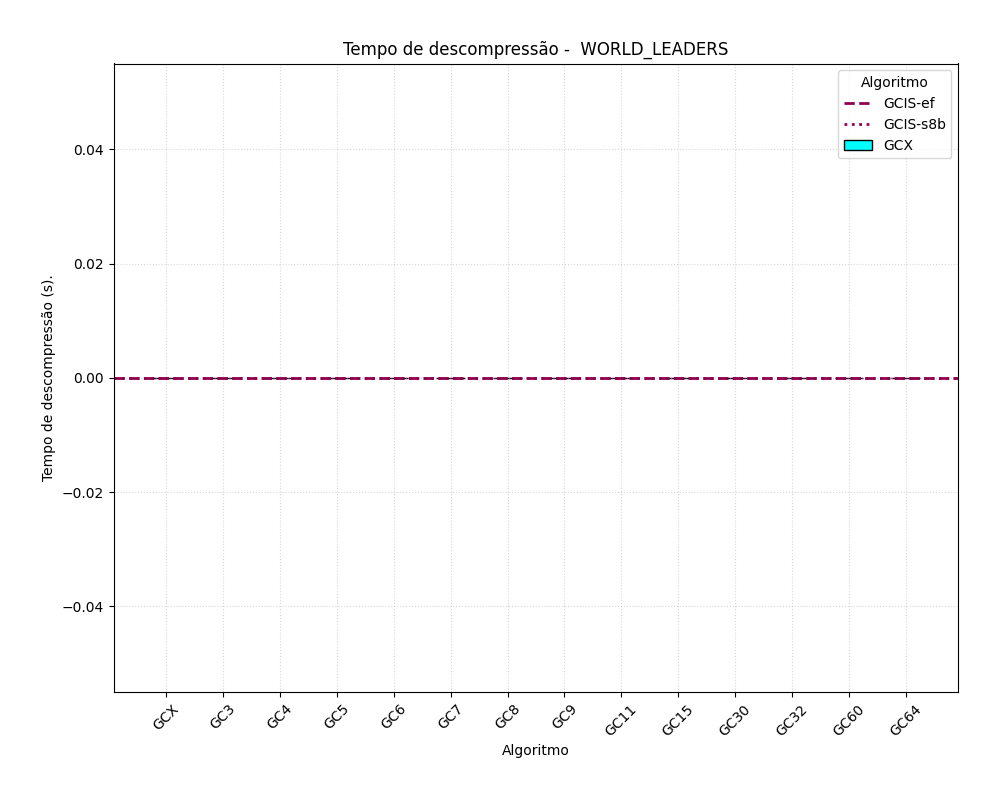 Tempo de descompressão -  WORLD_LEADERS
Algoritmo
GCIS-ef
GCIS-s8b
GCX
Tempo de descompressão (s).
0.04
0.02
0.00
−0.02
−0.04
GCX
GC3
GC4
GC5
GC6
GC7
GC8
GC9
GC11
GC15
GC30
GC32
GC60
GC64
Algoritmo